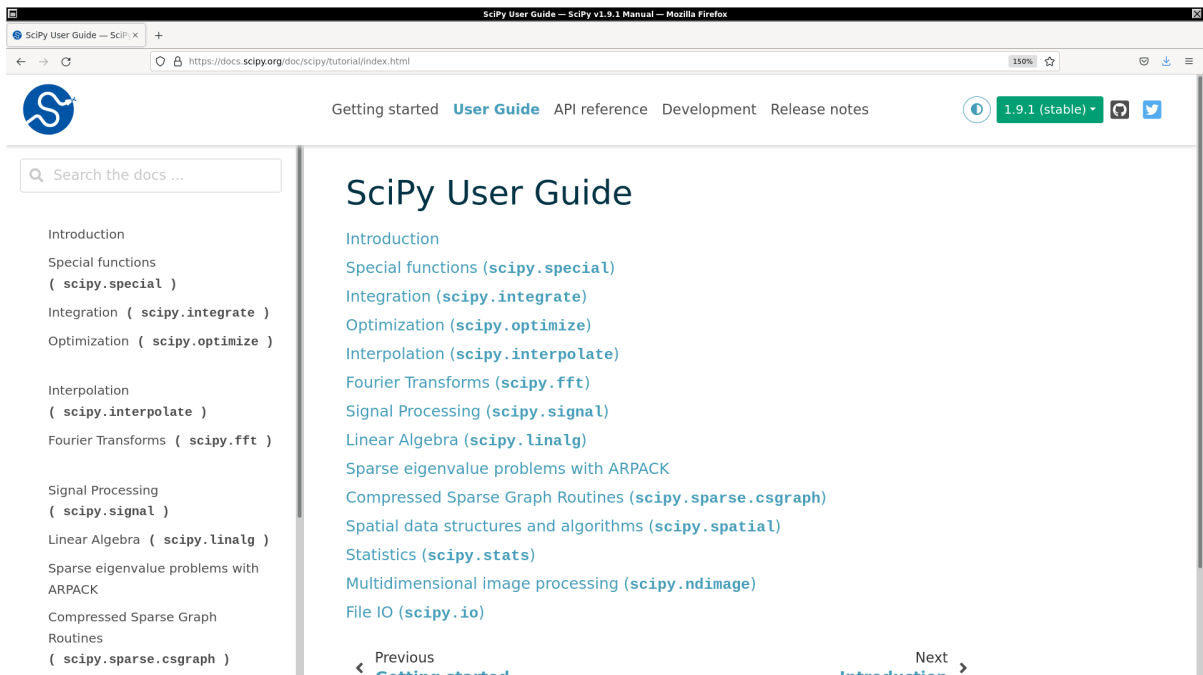 SciPy User Guide — SciPy v1.9.1 Manual — Mozilla Firefox
SciPy User Guide — SciP
https://docs.scipy.org/doc/scipy/tutorial/index.html
150%
Getting started User Guide API reference Development Release notes
1.9.1 (stable)
Search the docs ...
Introduction
Special functions
( scipy.special )
Integration ( scipy.integrate )
Optimization ( scipy.optimize )
Interpolation
( scipy.interpolate )
Fourier Transforms ( scipy.fft )
Signal Processing
( scipy.signal )
Linear Algebra ( scipy.linalg )
Sparse eigenvalue problems with
ARPACK
Compressed Sparse Graph
Routines
( scipy.sparse.csgraph )
SciPy User Guide
Introduction
Special functions (scipy.special)
Integration (scipy.integrate)
Optimization (scipy.optimize)
Interpolation (scipy.interpolate)
Fourier Transforms (scipy.fft)
Signal Processing (scipy.signal)
Linear Algebra (scipy.linalg)
Sparse eigenvalue problems with ARPACK
Compressed Sparse Graph Routines (scipy.sparse.csgraph)
Spatial data structures and algorithms (scipy.spatial)
Statistics (scipy.stats)
Multidimensional image processing (scipy.ndimage)
File IO (scipy.io)
Previous
Getting started
Next
Introduction